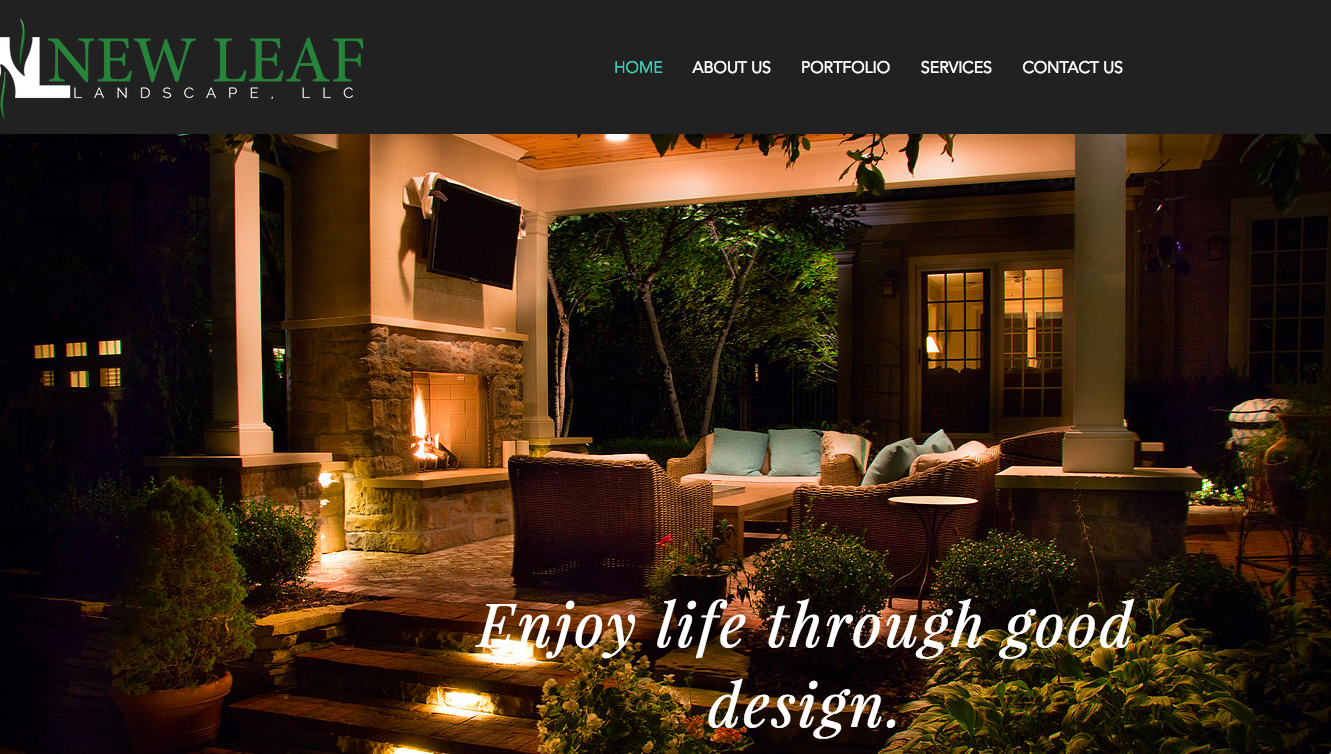 NL NEW LEAF
LANDSCAPE, LLC
HOME ABOUT US PORTFOLIO SERVICES CONTACT US
Enjoy life through good
design.